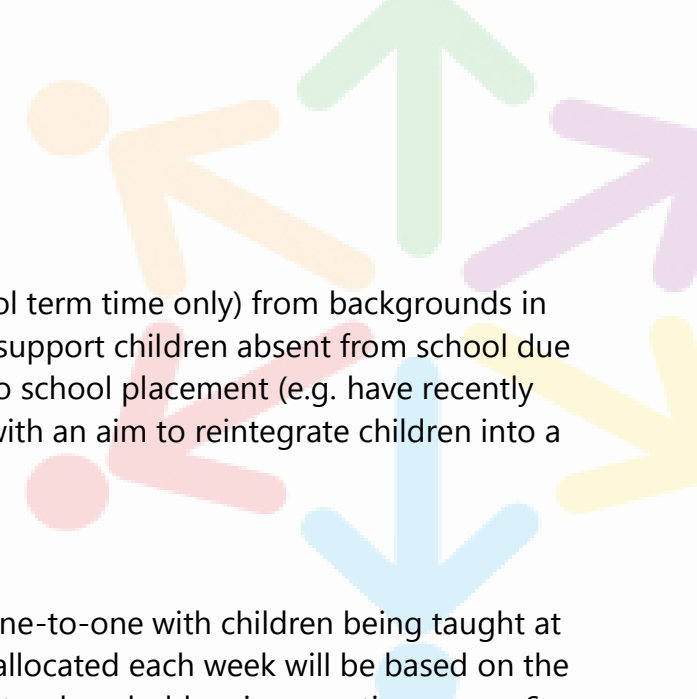 ol term time only) from backgrounds in
support children absent from school due
o school placement (e.g. have recently
with an aim to reintegrate children into a
ne-to-one with children being taught at
allocated each week will be based on the